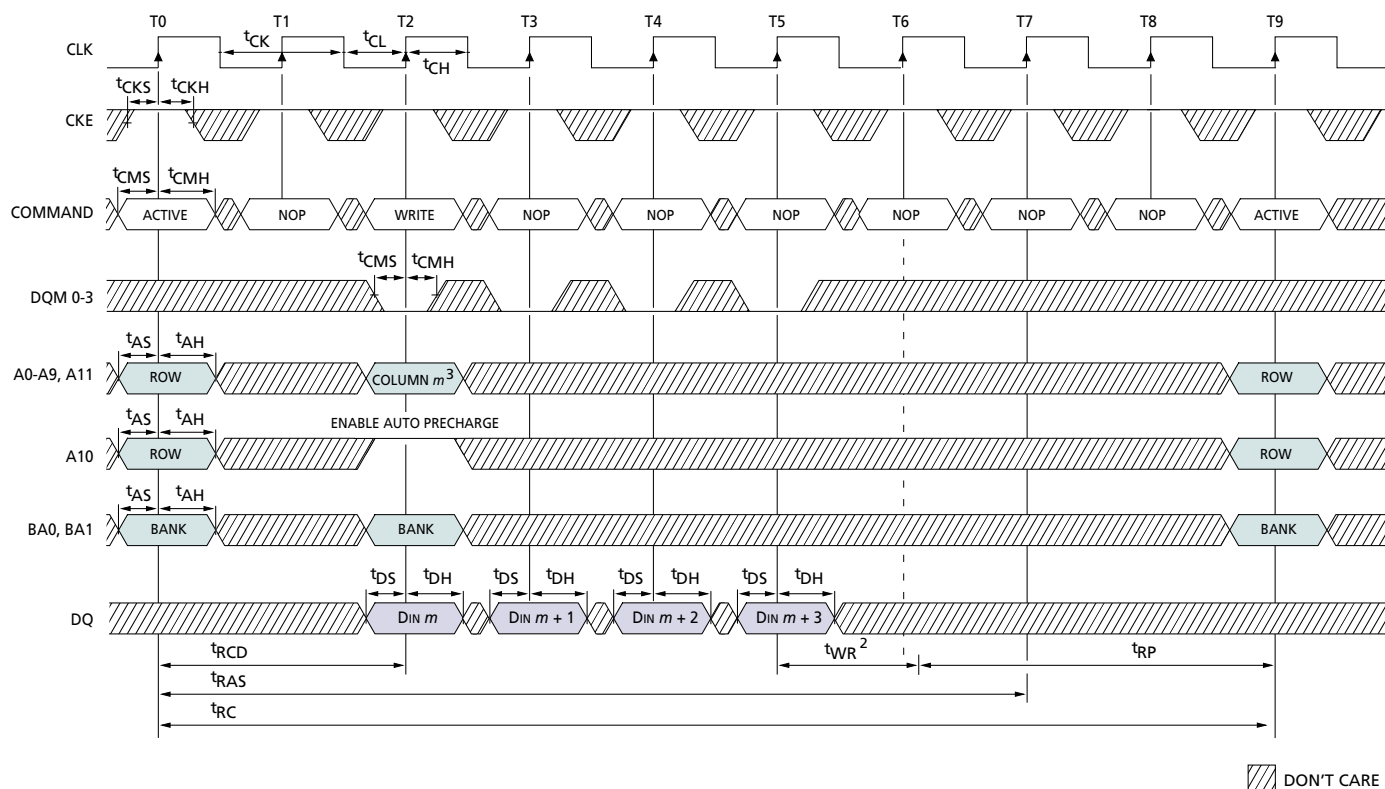 T0 T1 T2 T3 T4 T5 T6 T7 T8 T9
CLK
tCK tCL
tCH
tCKS tCKH
CKE
tCMS tCMH
COMMAND ACTIVE NOP WRITE NOP NOP NOP NOP NOP NOP ACTIVE
tCMS tCMH
DQM 0-3
tAS tAH
A0-A9, A11 ROW COLUMN m3 ROW
ENABLE AUTO PRECHARGE
tAS tAH
A10 ROW ROW
tAS tAH
BA0, BA1 BANK BANK BANK
tDS tDH tDS tDH tDS tDH tDS tDH
DQ DIN m DIN m + 1 DIN m + 2 DIN m + 3
tRCD tWR 2 tRP
tRAS
tRC
DON'T CARE